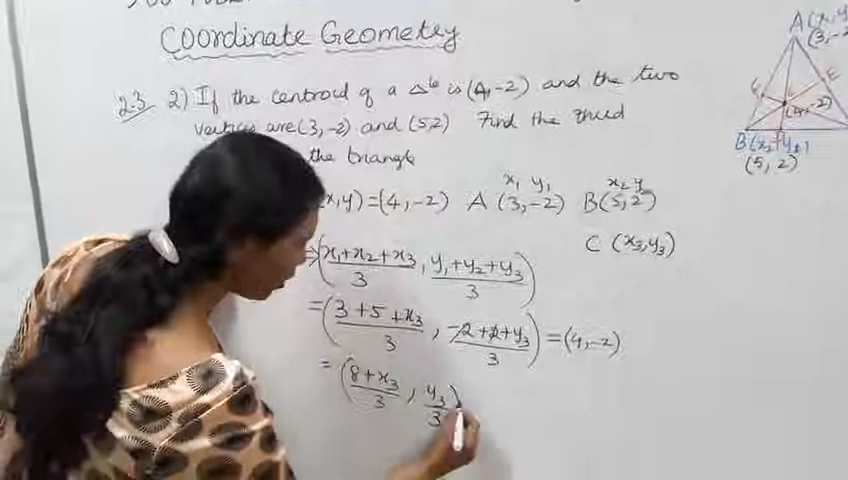 Coordinate Geometry
2.3 2) If the centroid of a △le is (4,-2) and the two
vertices are (3,-2) and (5,2) Find the third
the triangle
x,y)=(4,-2) A (3,-2) B(5,2)
x₁ y₁ x₂ y₂
C (x₃,y₃)
⇒(x₁+x₂+x₃/3, y₁+y₂+y₃/3)
=(3+5+x₃/3, -2+2+y₃/3)=(4,-2)
=(8+x₃/3, y₃/3)
A(x,y
(3,-2
E
E
(4,-2)
B(x₂,y₂)
(5,2)